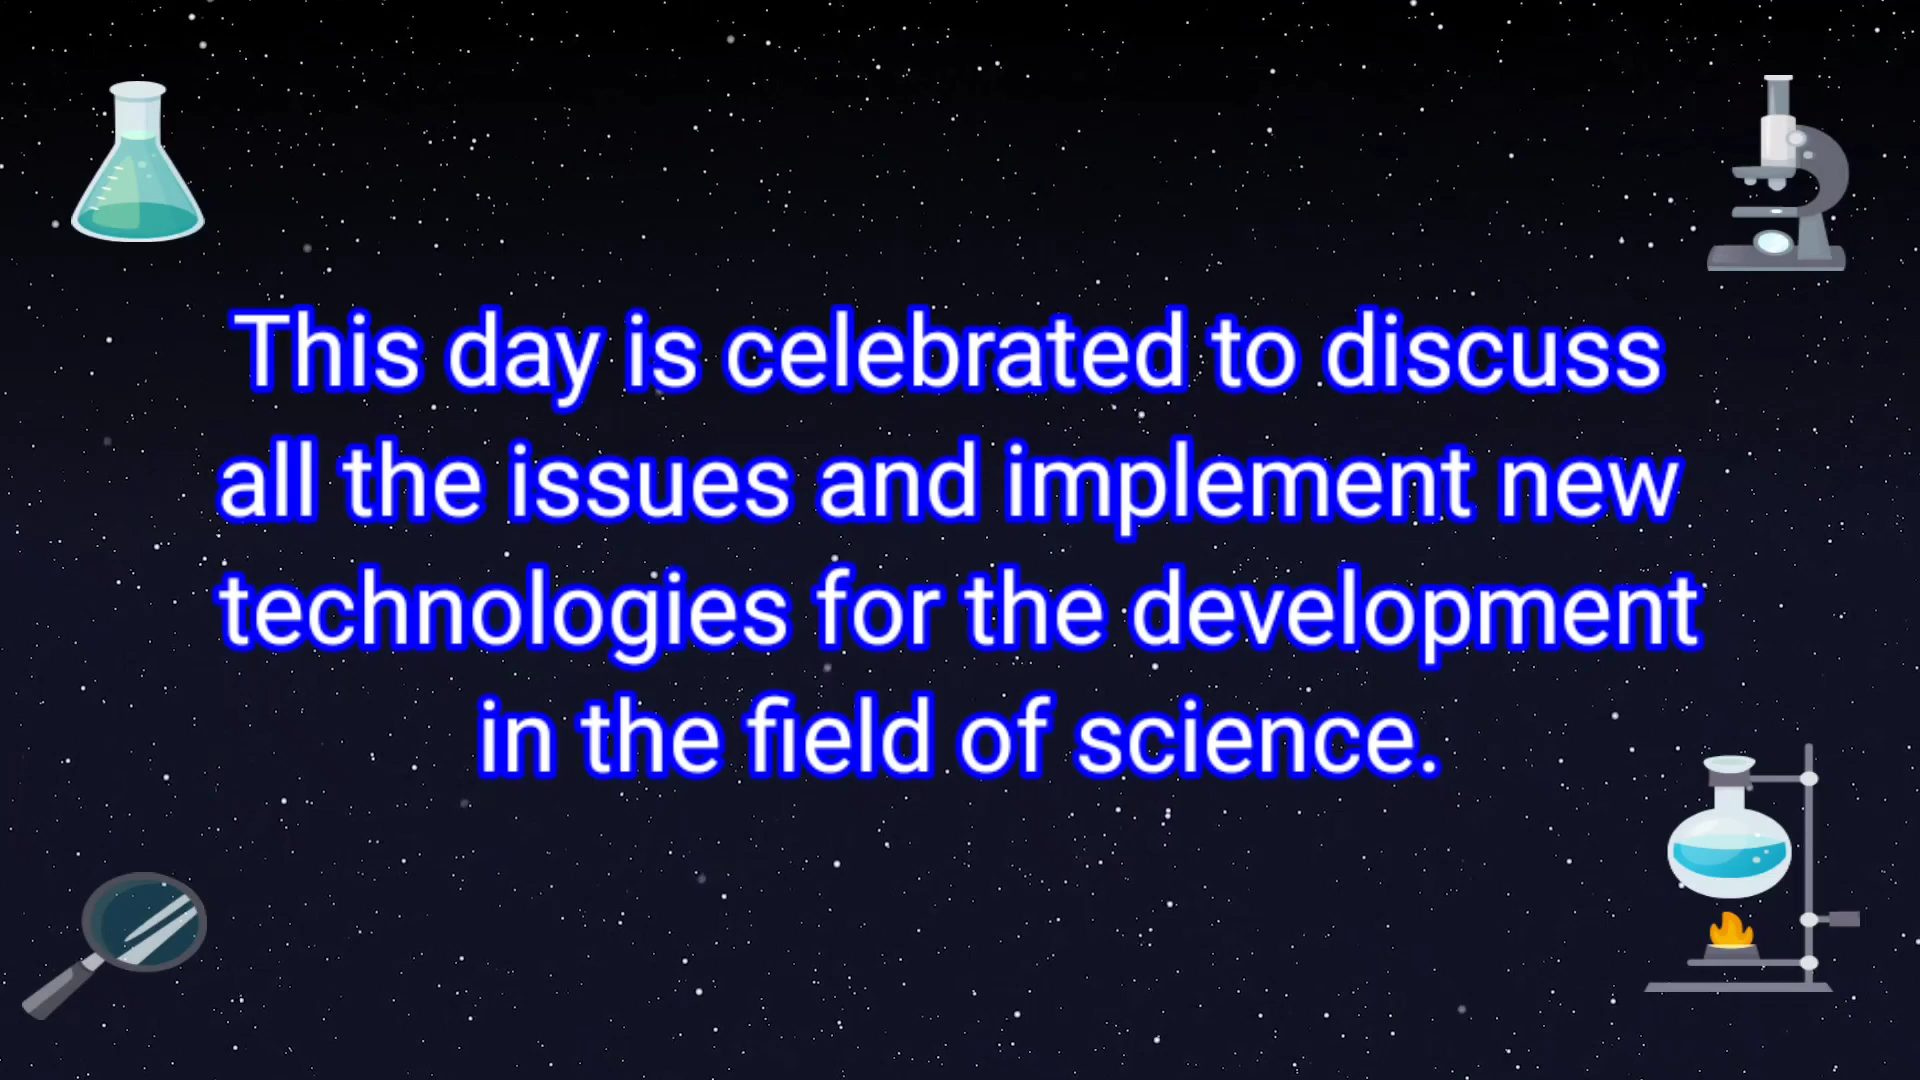 This day is celebrated to discuss
all the issues and implement new
technologies for the development
in the field of science.